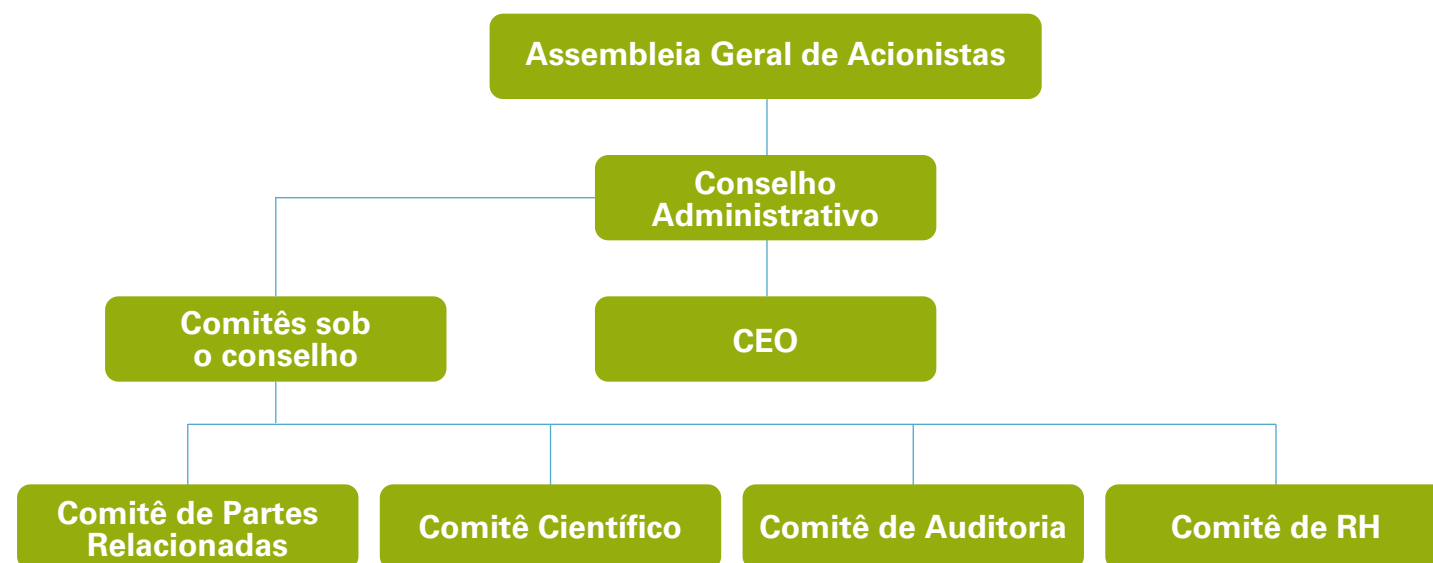 Assembleia Geral de Acionistas
Conselho
Administrativo
Comitês sob
o conselho
CEO
Comitê de Partes
Relacionadas
Comitê Científico
Comitê de Auditoria
Comitê de RH